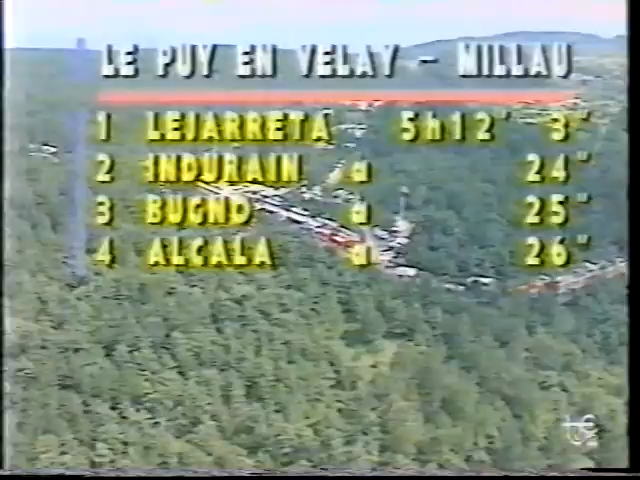 LE PUY EN VELAY - MILLAU
1 LEJARRETA 5h12' 3"
2 INDURAIN a 24"
3 BUGNO a 25"
4 ALCALA a 26"